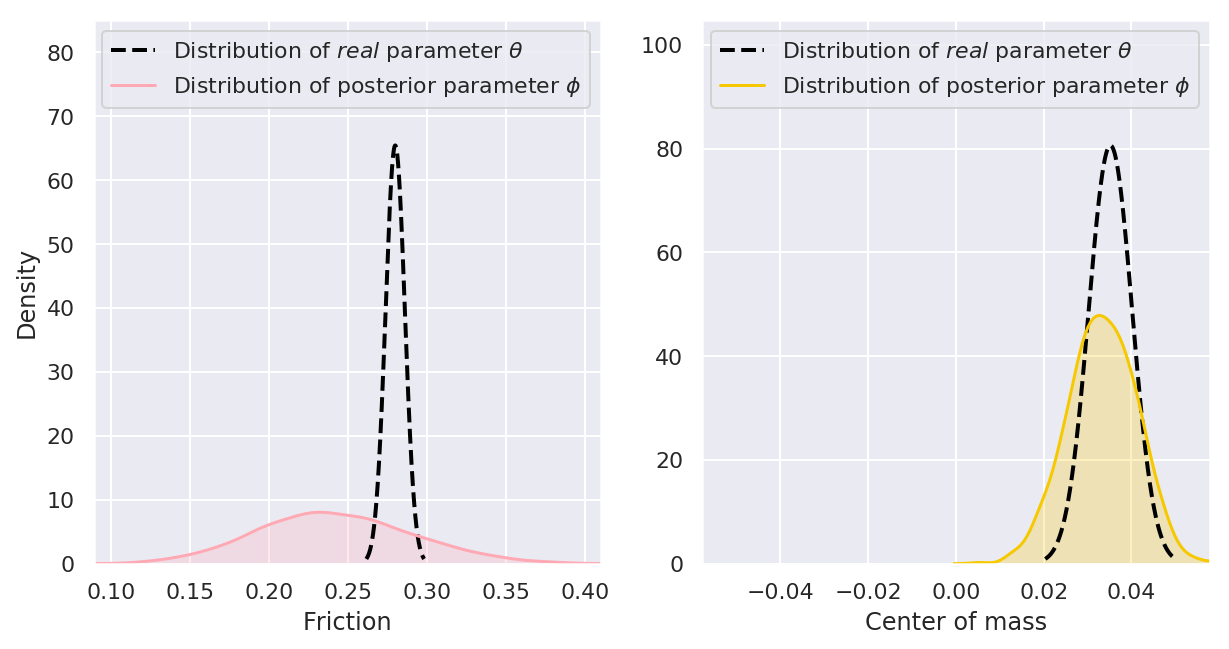 Distribution of real parameter θ
Distribution of posterior parameter ϕ
80
70
60
50
40
30
20
10
0
Density
0.10 0.15 0.20 0.25 0.30 0.35 0.40
Friction
Distribution of real parameter θ
Distribution of posterior parameter ϕ
100
80
60
40
20
0
−0.04 −0.02 0.00 0.02 0.04
Center of mass